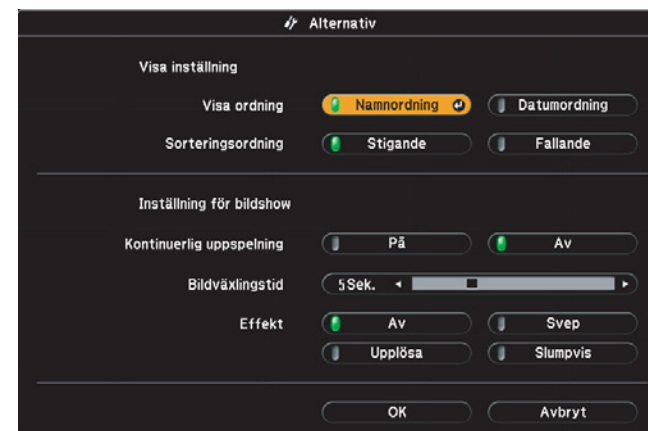 Alternativ
Visa inställning
Visa ordning Namnordning Datumordning
Sorteringsordning Stigande Fallande
Inställning för bildshow
Kontinuerlig uppspelning På Av
Bildväxlingstid 5Sek.
Effekt Av Svep
Upplösa Slumpvis
OK Avbryt